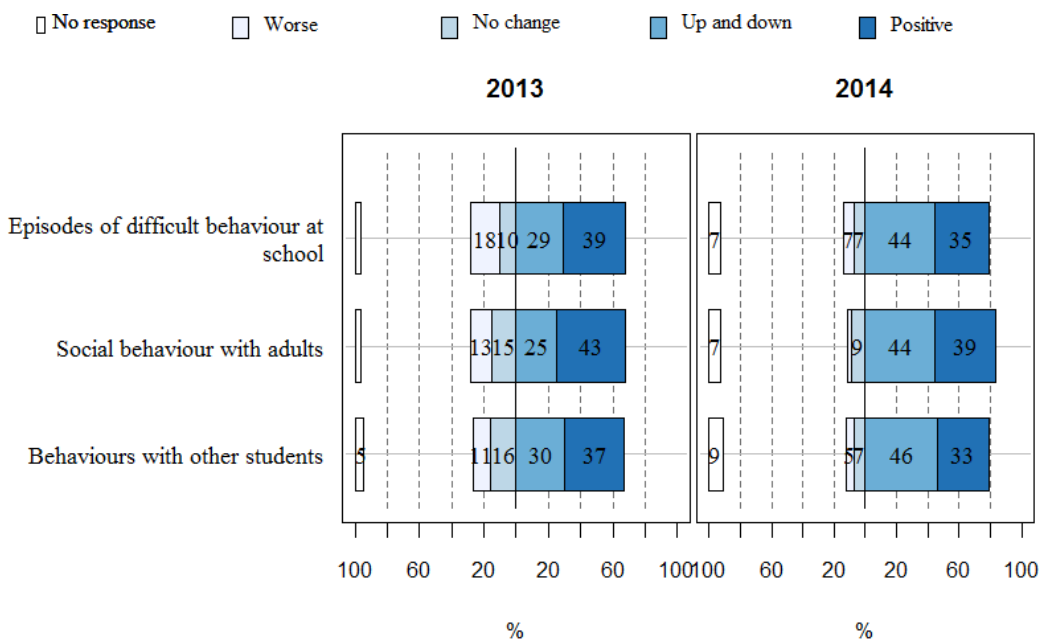 No response Worse No change Up and down Positive
2013 2014
Episodes of difficult behaviour at
school
18 10 29 39 7 7 7 44 35
Social behaviour with adults
13 15 25 43 7 9 44 39
Behaviours with other students
5 11 16 30 37 9 5 7 46 33
100 60 20 20 60 100 100 60 20 20 60 100
% %